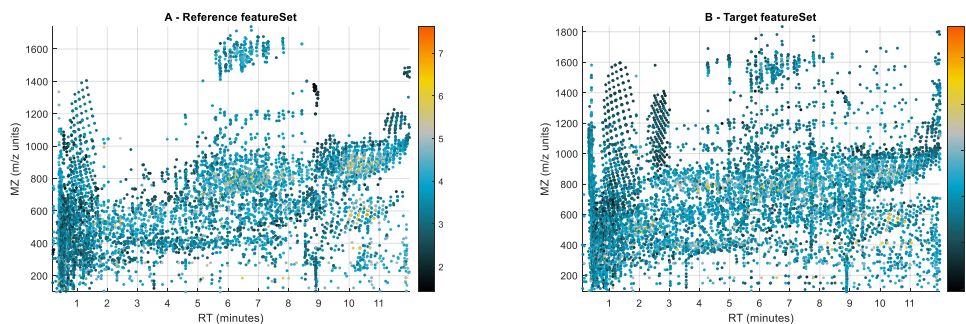 A - Reference featureSet
MZ (m/z units)
1600
1400
1200
1000
800
600
400
200
1 2 3 4 5 6 7 8 9 10 11
RT (minutes)
7
6
5
4
3
2
B - Target featureSet
MZ (m/z units)
1800
1600
1400
1200
1000
800
600
400
200
1 2 3 4 5 6 7 8 9 10 11
RT (minutes)